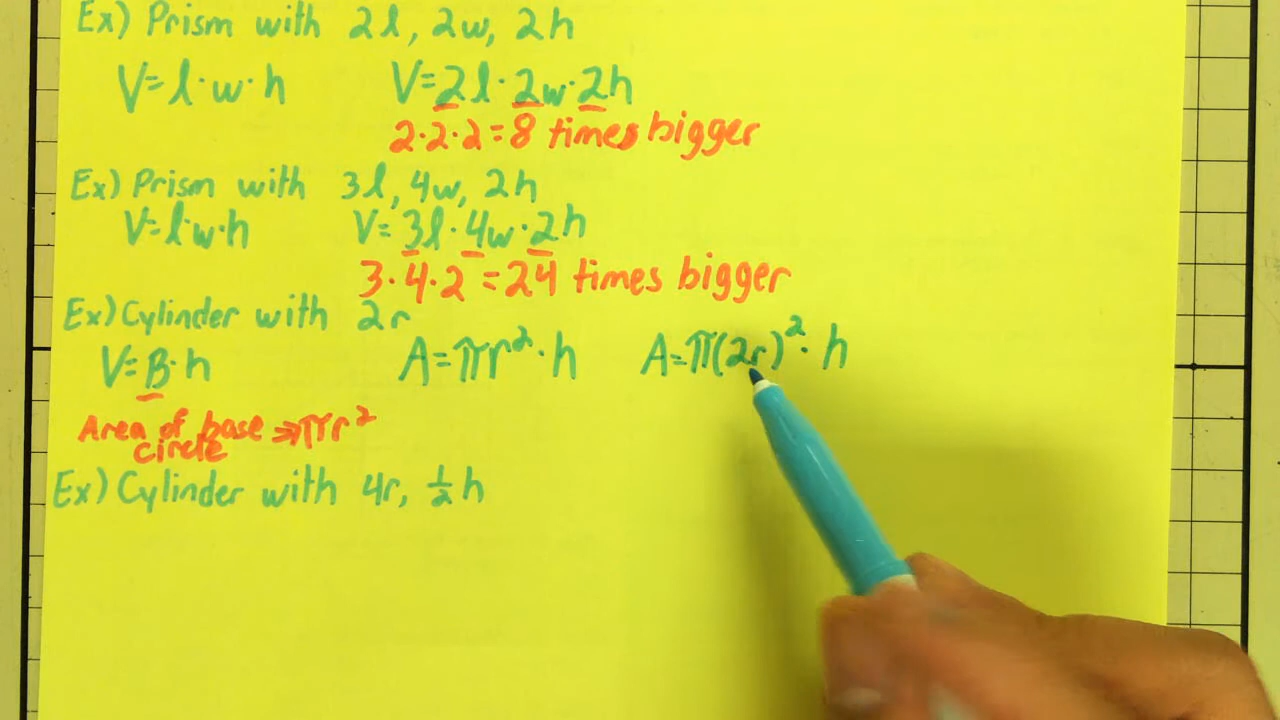 Ex) Prism with 2l, 2w, 2h
V=l·w·h V=2l·2w·2h
2·2·2=8 times bigger
Ex) Prism with 3l, 4w, 2h
V=l·w·h V=3l·4w·2h
3·4·2=24 times bigger
Ex) Cylinder with 2r
V=B·h A=πr²·h A=π(2r)²·h
Area of base ⇒πr²
circle
Ex) Cylinder with 4r, ½h